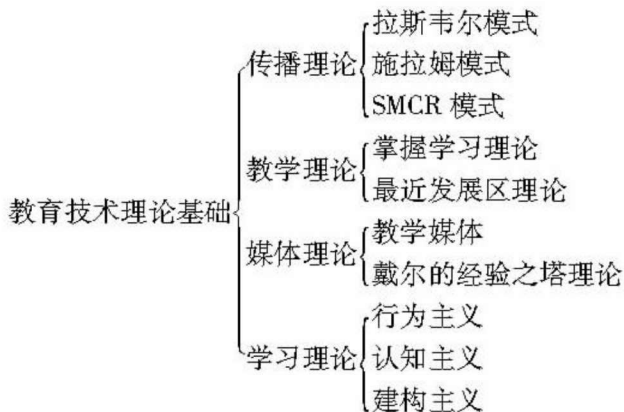 教育技术理论基础
传播理论
拉斯韦尔模式
施拉姆模式
SMCR 模式
教学理论
掌握学习理论
最近发展区理论
媒体理论
教学媒体
戴尔的经验之塔理论
学习理论
行为主义
认知主义
建构主义